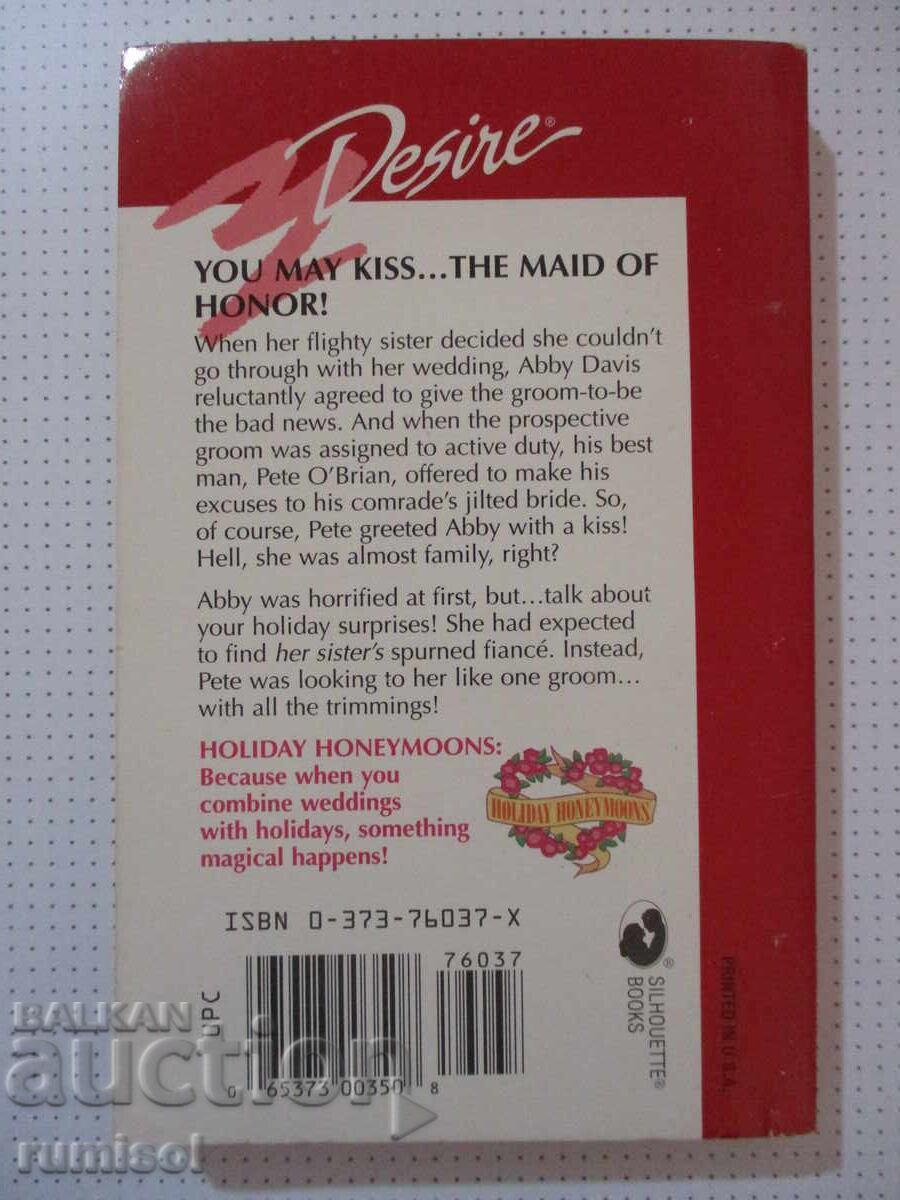 Desire®
YOU MAY KISS...THE MAID OF
HONOR!
When her flighty sister decided she couldn't
go through with her wedding, Abby Davis
reluctantly agreed to give the groom-to-be
the bad news. And when the prospective
groom was assigned to active duty, his best
man, Pete O'Brian, offered to make his
excuses to his comrade's jilted bride. So,
of course, Pete greeted Abby with a kiss!
Hell, she was almost family, right?
Abby was horrified at first, but...talk about
your holiday surprises! She had expected
to find her sister's spurned fiancé. Instead,
Pete was looking to her like one groom...
with all the trimmings!
HOLIDAY HONEYMOONS:
Because when you
combine weddings
with holidays, something
magical happens!
HOLIDAY HONEYMOONS
ISBN 0-373-76037-X
76037
UPC
0 65373 00350 8
®
SILHOUETTE®
BOOKS
PRINTED IN U.S.A.
BALKAN
auction
rumisol